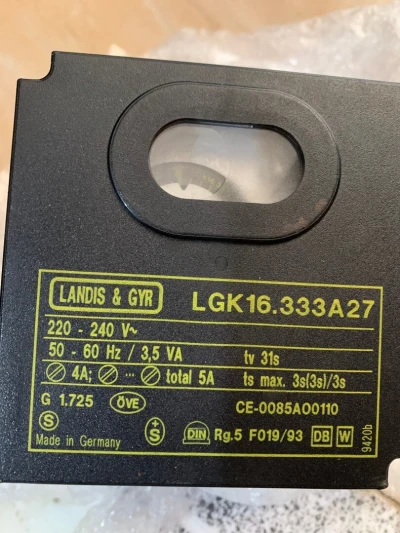 LANDIS & GYR LGK16.333A27
220 - 240 V~
50 - 60 Hz / 3,5 VA tv 31s
4A; ... total 5A ts max. 3s(3s)/3s
G 1.725 ÖVE CE-0085AO0110
S S DIN Rg.5 F019/93 DB W
Made in Germany
9420b